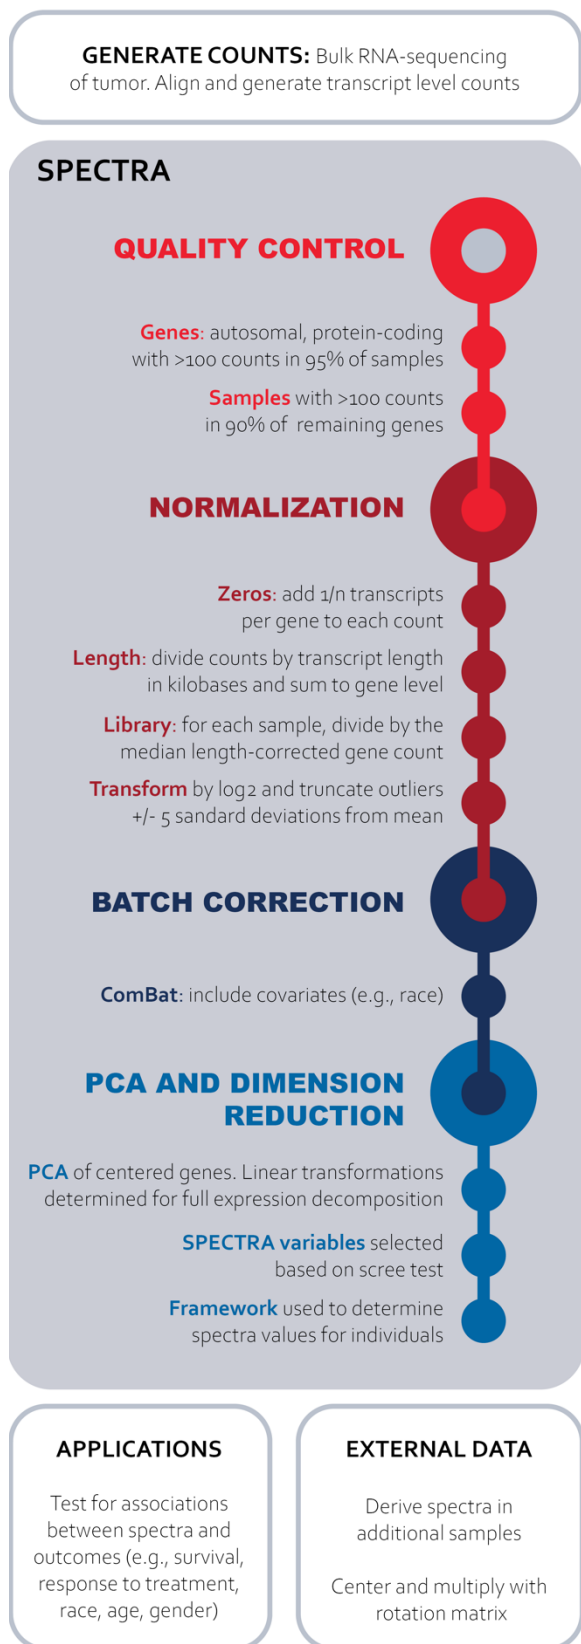 GENERATE COUNTS: Bulk RNA-sequencing
of tumor. Align and generate transcript level counts
SPECTRA
QUALITY CONTROL
Genes: autosomal, protein-coding
with >100 counts in 95% of samples
Samples with >100 counts
in 90% of remaining genes
NORMALIZATION
Zeros: add 1/n transcripts
per gene to each count
Length: divide counts by transcript length
in kilobases and sum to gene level
Library: for each sample, divide by the
median length-corrected gene count
Transform by log2 and truncate outliers
+/- 5 sandard deviations from mean
BATCH CORRECTION
ComBat: include covariates (e.g., race)
PCA AND DIMENSION
REDUCTION
PCA of centered genes. Linear transformations
determined for full expression decomposition
SPECTRA variables selected
based on scree test
Framework used to determine
spectra values for individuals
APPLICATIONS
Test for associations
between spectra and
outcomes (e.g., survival,
response to treatment,
race, age, gender)
EXTERNAL DATA
Derive spectra in
additional samples
Center and multiply with
rotation matrix